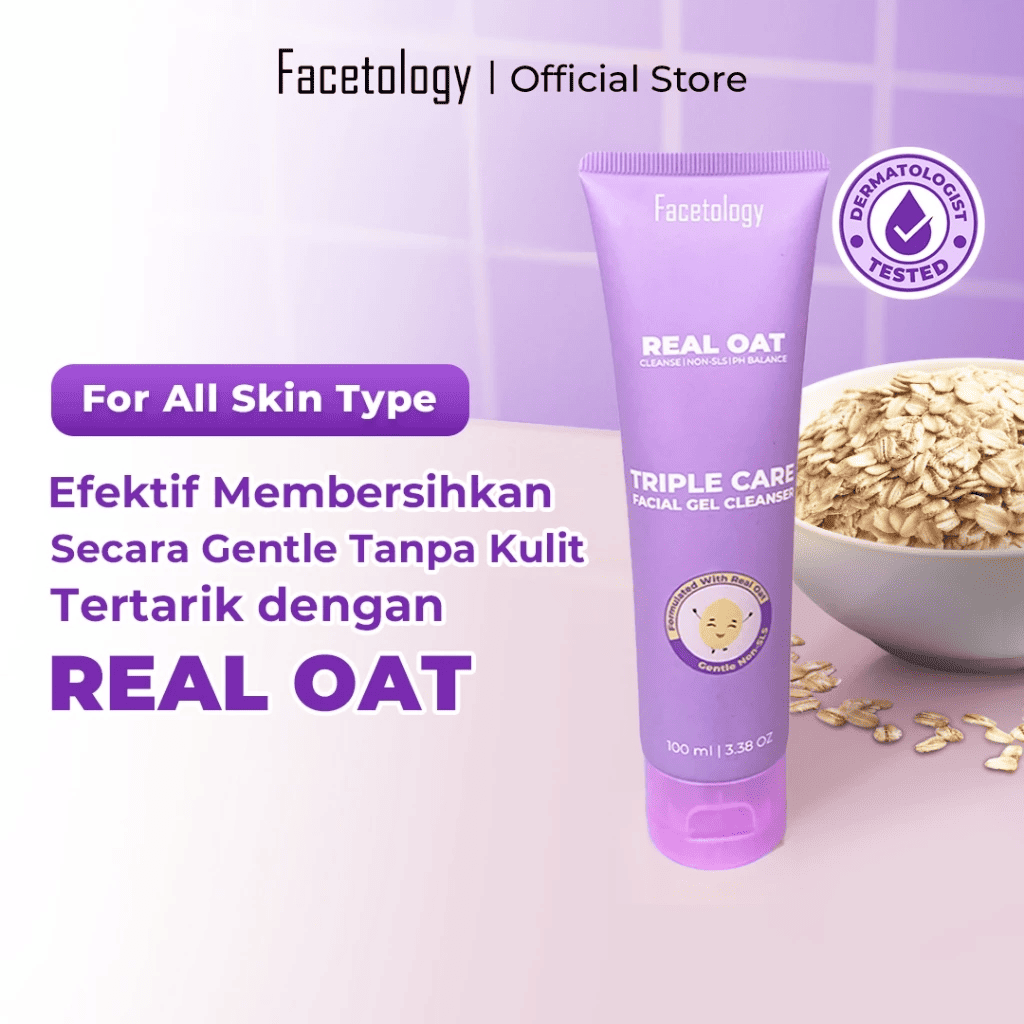 Facetology | Official Store
DERMATOLOGIST
TESTED
Facetology
REAL OAT
CLEANSE | NON-SLS | PH BALANCE
For All Skin Type
TRIPLE CARE
FACIAL GEL CLEANSER
Efektif Membersihkan
Secara Gentle Tanpa Kulit
Tertarik dengan
REAL OAT
Formulated With Real Oat
Gentle Non-SLS
100 ml | 3.38 OZ